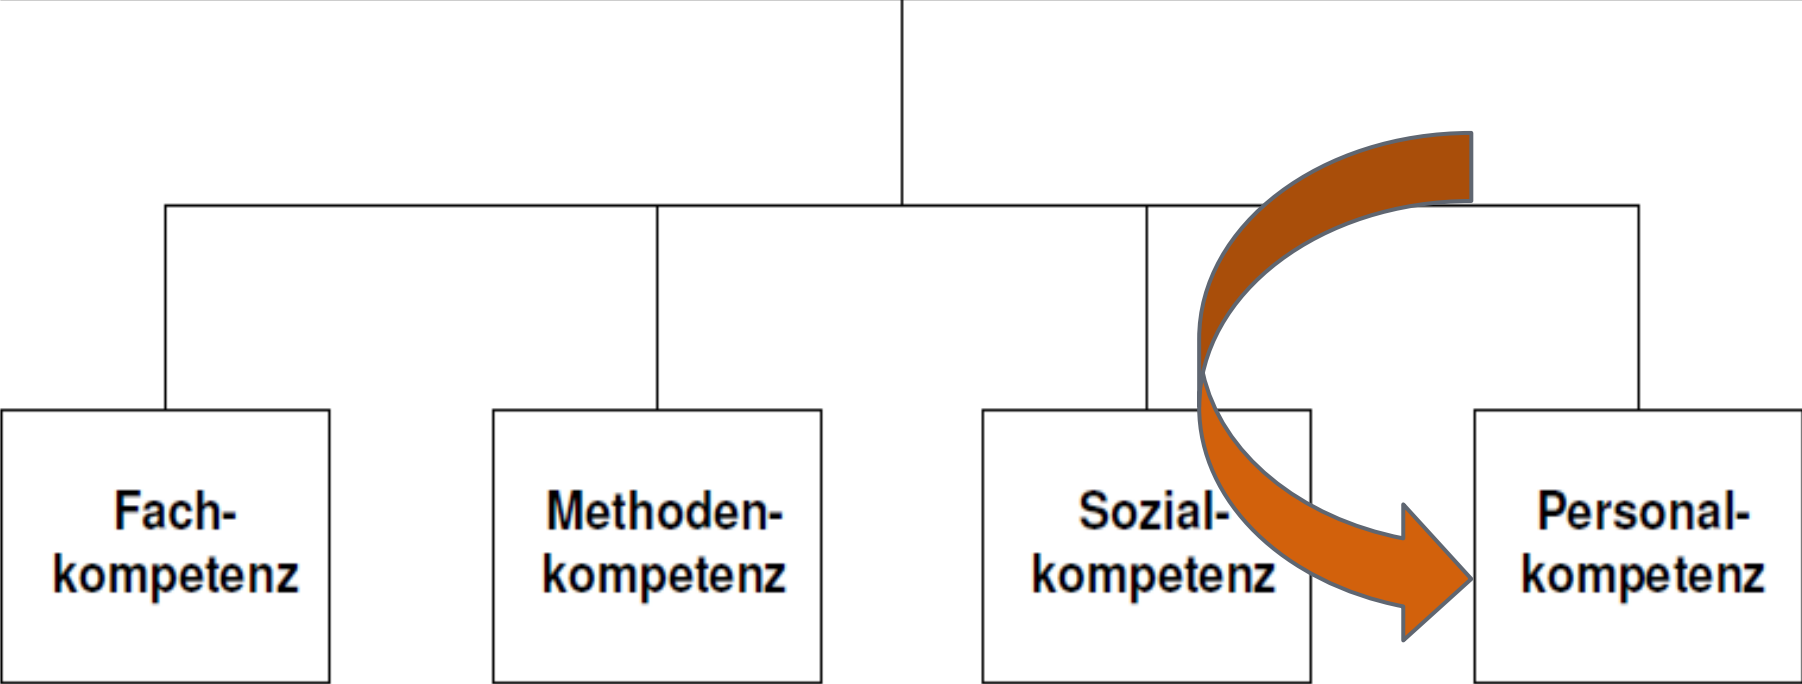 Fach-
kompetenz
Methoden-
kompetenz
Sozial-
kompetenz
Personal-
kompetenz